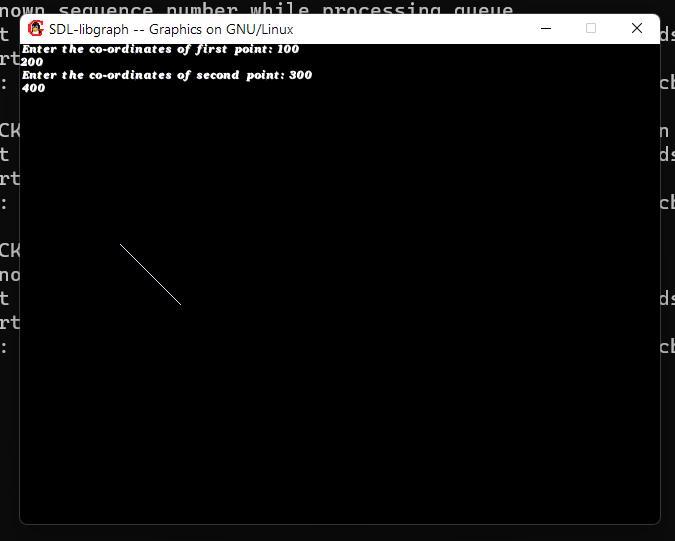 nown sequence number while processing queue
SDL-libgraph -- Graphics on GNU/Linux
Enter the co-ordinates of first point: 100
200
Enter the co-ordinates of second point: 300
400
t ds
rt
: cb
CK n
t ds
rt
: cb
CK
no
t ds
rt
: cb